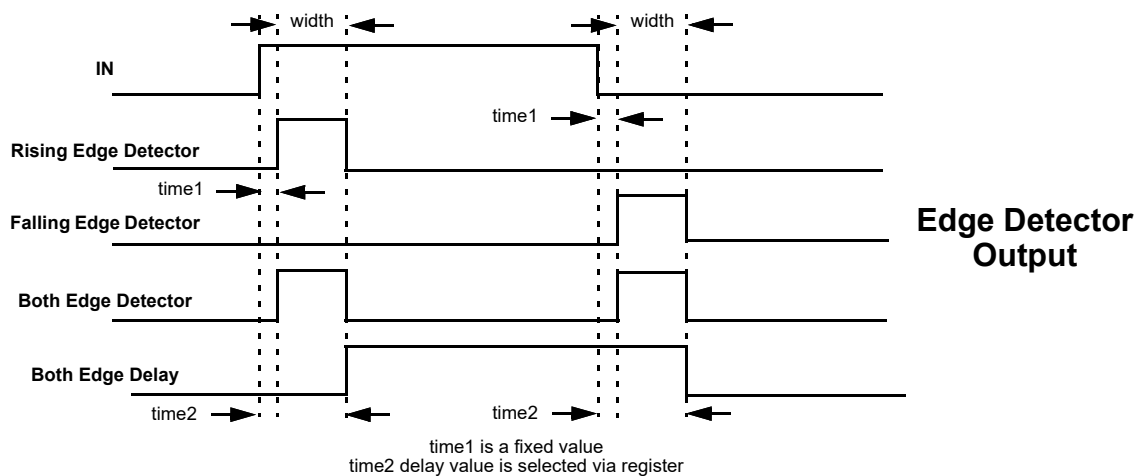 width
width
IN
time1
Rising Edge Detector
time1
Falling Edge Detector
Edge Detector
Output
Both Edge Detector
Both Edge Delay
time2
time2
time1 is a fixed value
time2 delay value is selected via register